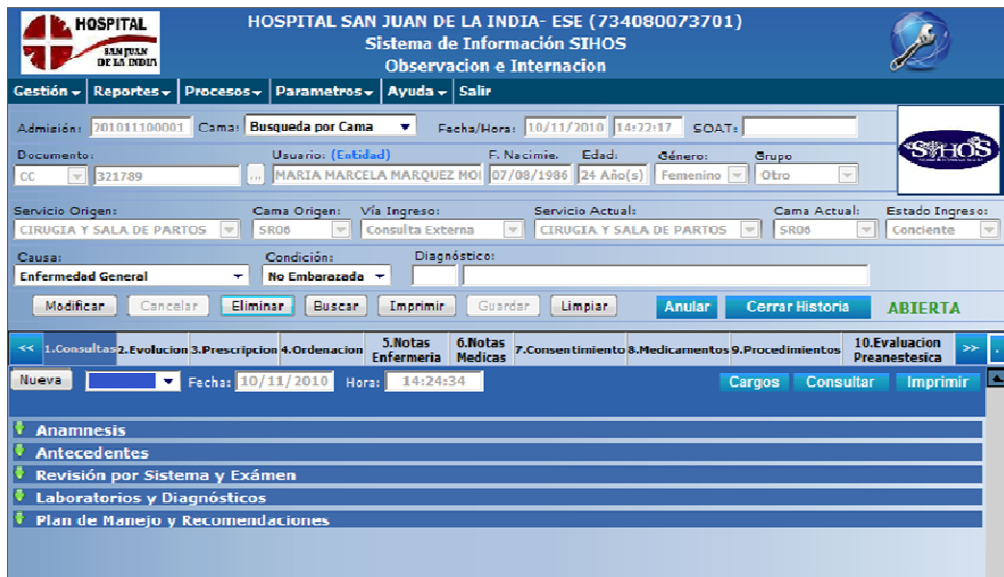 HOSPITAL
SAN JUAN
DE LA INDIA
HOSPITAL SAN JUAN DE LA INDIA- ESE (734080073701)
Sistema de Información SIHOS
Observacion e Internacion
Gestión Reportes Procesos Parametros Ayuda Salir
Admisión: 201011100001 Cama: Busqueda por Cama Fecha/Hora: 10/11/2010 14:22:17 SOAT:
SIHOS
Documento: Usuario: (Entidad) F. Nacimie. Edad: Género: Grupo
CC 321789 ... MARIA MARCELA MARQUEZ MO 07/08/1986 24 Año(s) Femenino Otro
Servicio Origen: Cama Origen: Vía Ingreso: Servicio Actual: Cama Actual: Estado Ingreso:
CIRUGIA Y SALA DE PARTOS SR06 Consulta Externa CIRUGIA Y SALA DE PARTOS SR06 Conciente
Causa: Condición: Diagnóstico:
Enfermedad General No Embarazada
Modificar Cancelar Eliminar Buscar Imprimir Guardar Limpiar Anular Cerrar Historia ABIERTA
<< 1.Consultas 2.Evolucion 3.Prescripcion 4.Ordenacion 5.Notas Enfermeria 6.Notas Medicas 7.Consentimiento 8.Medicamentos 9.Procedimientos 10.Evaluacion Preanestesica >> .
Nueva Fecha: 10/11/2010 Hora: 14:24:34 Cargos Consultar Imprimir
Anamnesis
Antecedentes
Revisión por Sistema y Exámen
Laboratorios y Diagnósticos
Plan de Manejo y Recomendaciones